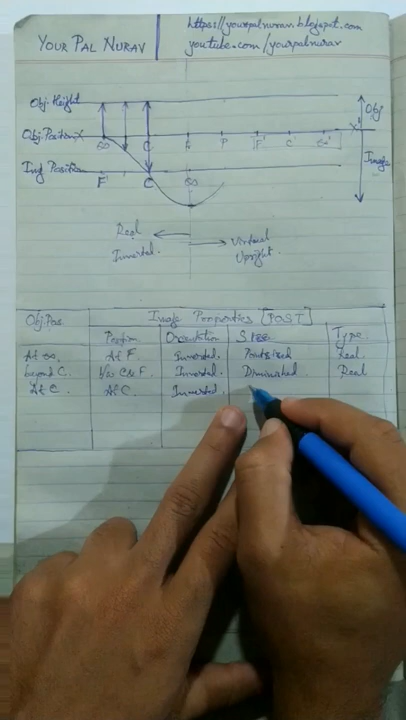 https://yourpalnurav.blogspot.com
YOUR PAL NURAV
youtube.com/yourpalnurav
Obj. Height
Obj
Obj. Position X
∞ C F P F' C' ∞'
X'
Img Position
F' C ∞
Image
Real
Inverted.
Virtual
Upright.
Obj. Pos
Image Properties [POST]
Position Orientation Size Type
At ∞, At F. Inverted. Pointsized Real.
beyond C. b/w C & F. Inverted. Diminished. Real
At C. At C. Inverted.